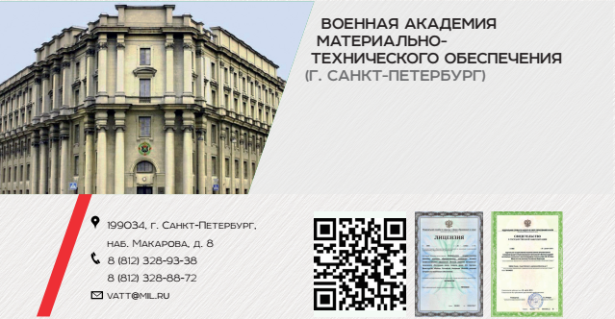 ВОЕННАЯ АКАДЕМИЯ
МАТЕРИАЛЬНО-
ТЕХНИЧЕСКОГО ОБЕСПЕЧЕНИЯ
(Г. САНКТ-ПЕТЕРБУРГ)
199034, г. Санкт-Петербург,
наб. Макарова, д. 8
8 (812) 328-93-38
8 (812) 328-88-72
VATT@MIL.RU
ЛИЦЕНЗИЯ
СВИДЕТЕЛЬСТВО